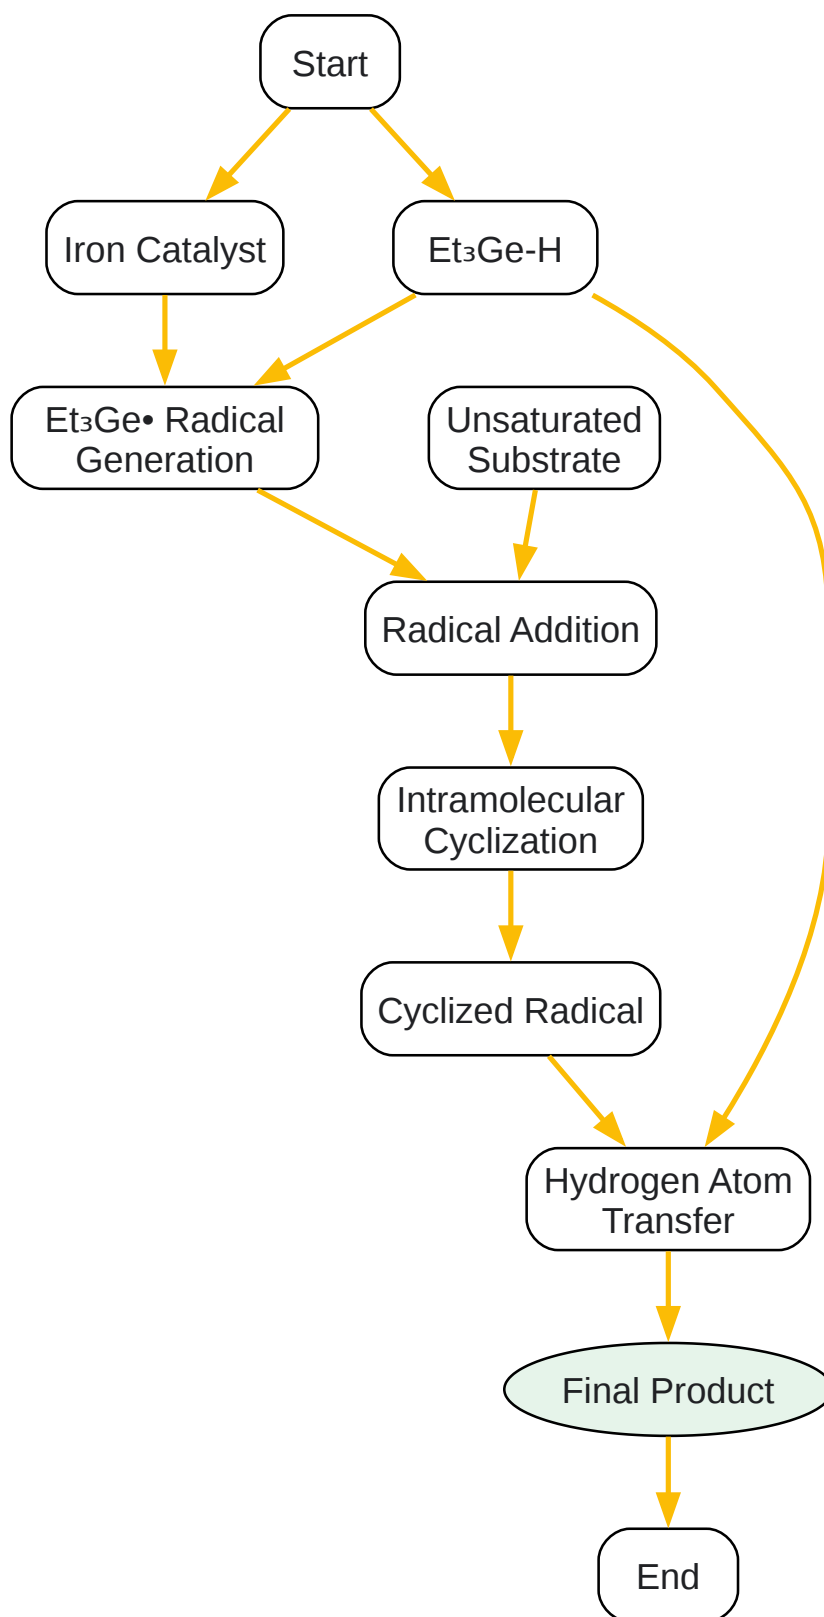 Start
Iron Catalyst
Et₃Ge-H
Et₃Ge• Radical
Generation
Unsaturated
Substrate
Radical Addition
Intramolecular
Cyclization
Cyclized Radical
Hydrogen Atom
Transfer
Final Product
End